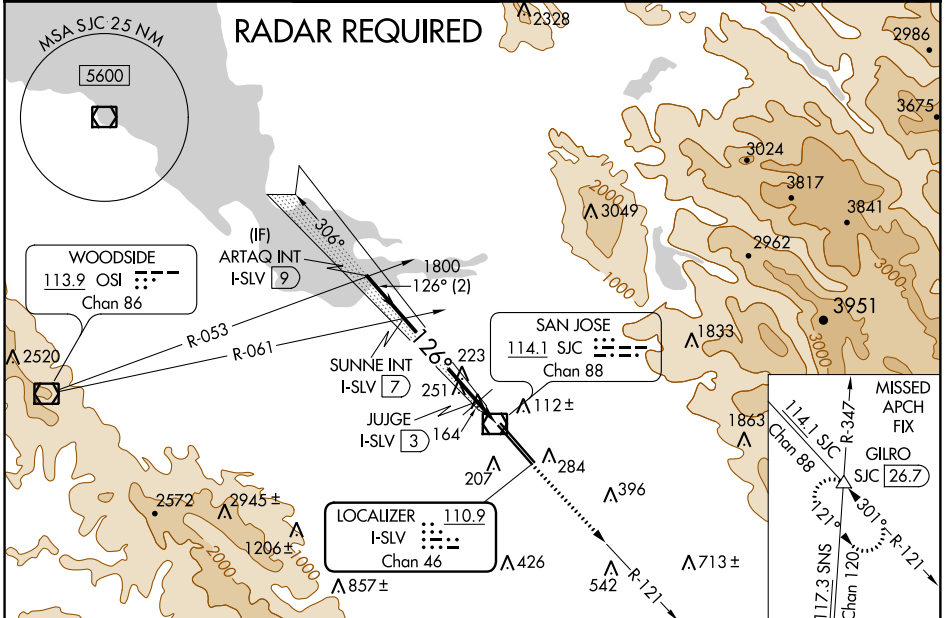 RADAR REQUIRED
MSA SJC 25 NM
5600
2328
2986
3675
3024
3817
3841
2962
3951
3000
3000
2000
3049
1000
1833
1863
306°
(IF)
ARTAQ INT
I-SLV 9
1800
126° (2)
WOODSIDE
113.9 OSI
Chan 86
R-053
R-061
2520
SUNNE INT
I-SLV 7
126°
223
251
JUJGE
I-SLV 3
164
SAN JOSE
114.1 SJC
Chan 88
112±
207
284
396
LOCALIZER 110.9
I-SLV
Chan 46
2572
2945±
1206±
1000
2000
857±
426
542
713±
R-121
MISSED
APCH
FIX
GILRO
SJC 26.7
114.1 SJC
Chan 88
R-347
121°
301°
R-121
117.3 SNS
Chan 120